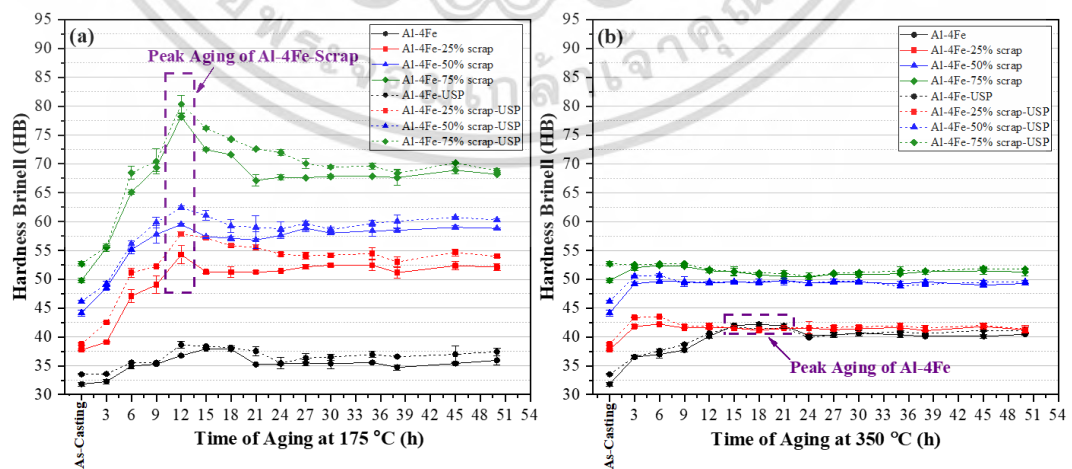 (a)
Al-4Fe
Al-4Fe-25% scrap
Al-4Fe-50% scrap
Al-4Fe-75% scrap
Al-4Fe-USP
Al-4Fe-25% scrap-USP
Al-4Fe-50% scrap-USP
Al-4Fe-75% scrap-USP
Peak Aging of Al-4Fe-Scrap
Hardness Brinell (HB)
95
90
85
80
75
70
65
60
55
50
45
40
35
30
As-Casting
3 6 9 12 15 18 21 24 27 30 33 36 39 42 45 48 51 54
Time of Aging at 175 °C (h)
(b)
Al-4Fe
Al-4Fe-25% scrap
Al-4Fe-50% scrap
Al-4Fe-75% scrap
Al-4Fe-USP
Al-4Fe-25% scrap-USP
Al-4Fe-50% scrap-USP
Al-4Fe-75% scrap-USP
Peak Aging of Al-4Fe
Hardness Brinell (HB)
95
90
85
80
75
70
65
60
55
50
45
40
35
30
As-Casting
3 6 9 12 15 18 21 24 27 30 33 36 39 42 45 48 51 54
Time of Aging at 350 °C (h)